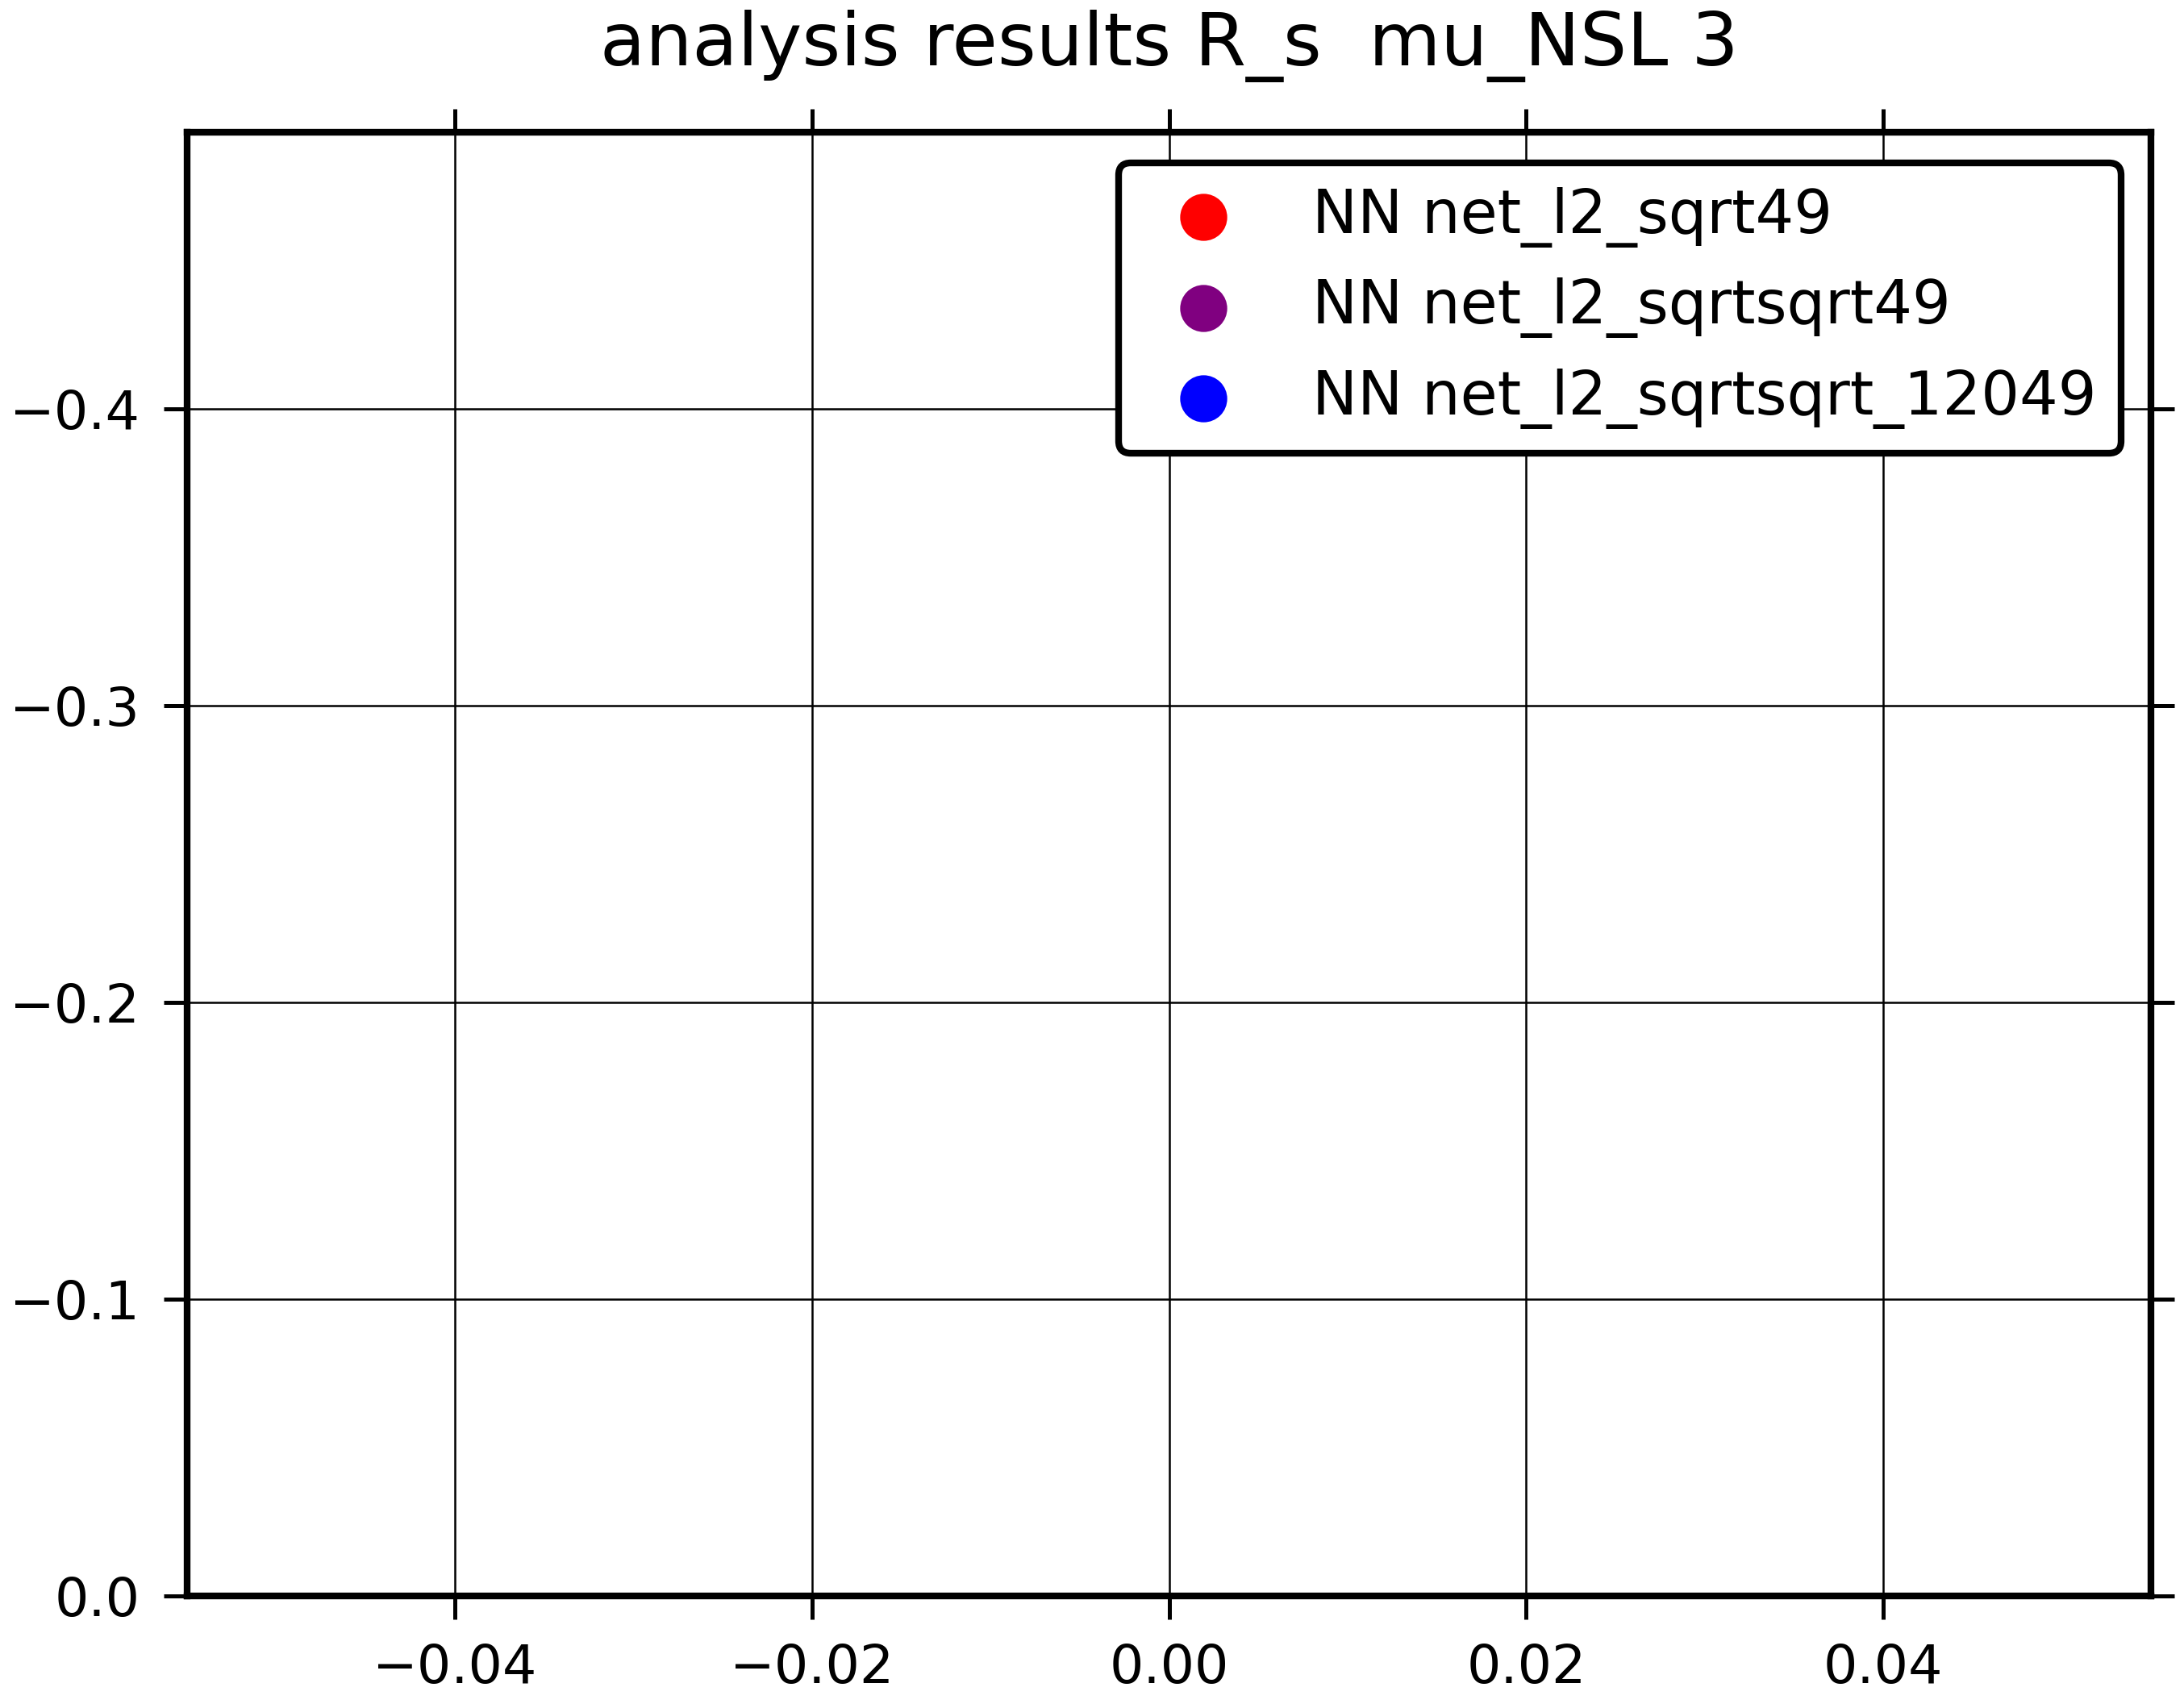 analysis results R_s  mu_NSL 3
NN net_l2_sqrt49
NN net_l2_sqrtsqrt49
NN net_l2_sqrtsqrt_12049
−0.4
−0.3
−0.2
−0.1
0.0
−0.04 −0.02 0.00 0.02 0.04